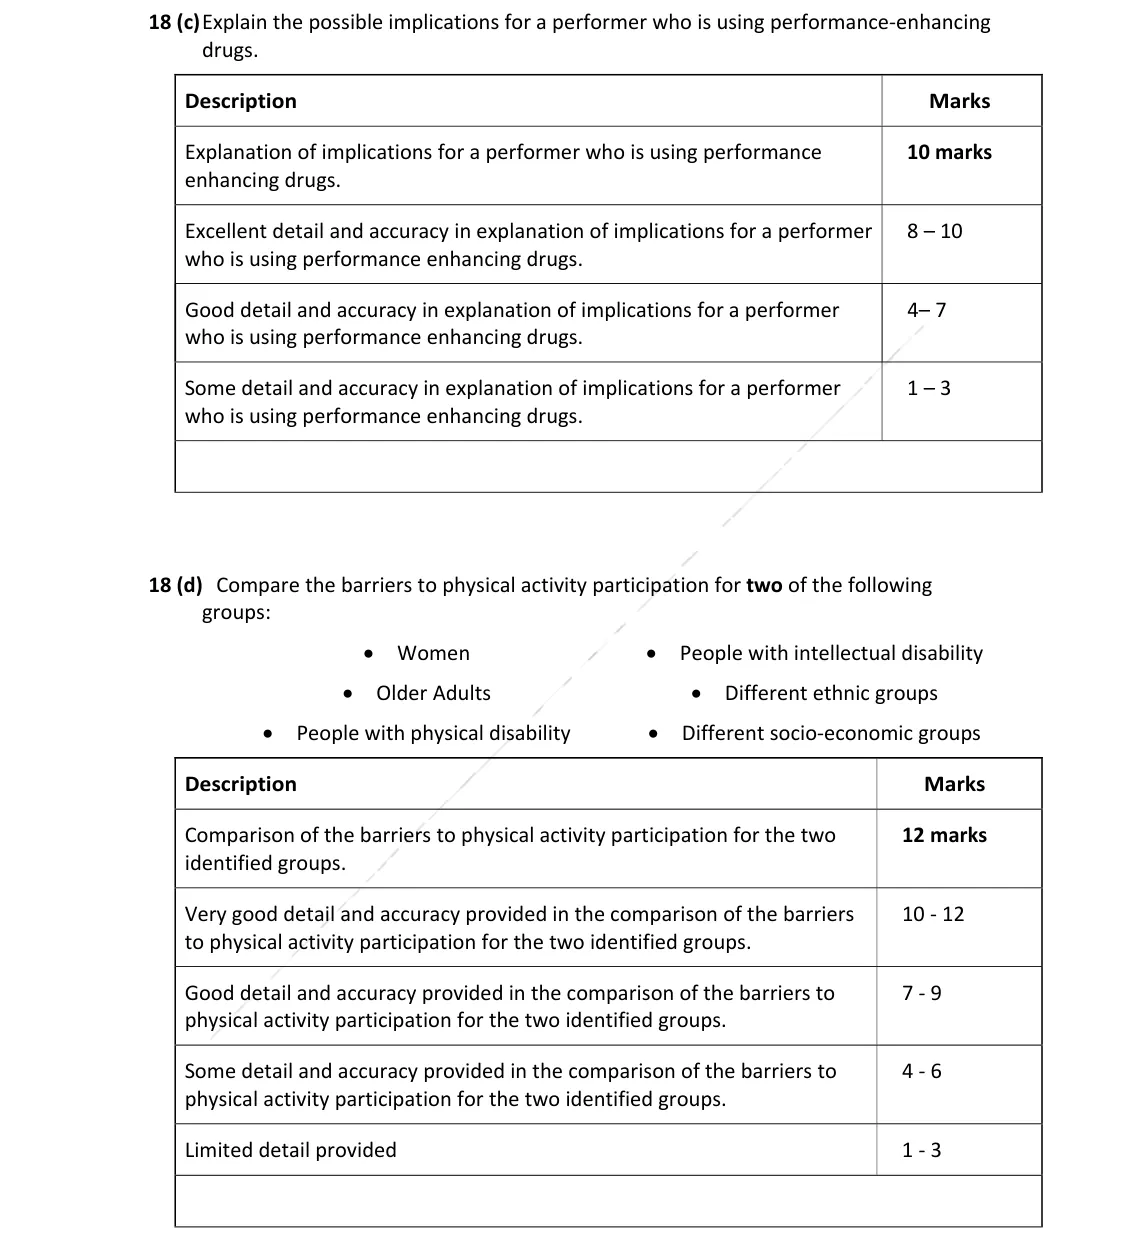 18 (c) Explain the possible implications for a performer who is using performance-enhancing
drugs.
Description Marks
Explanation of implications for a performer who is using performance 10 marks
enhancing drugs.
Excellent detail and accuracy in explanation of implications for a performer 8 – 10
who is using performance enhancing drugs.
Good detail and accuracy in explanation of implications for a performer 4– 7
who is using performance enhancing drugs.
Some detail and accuracy in explanation of implications for a performer 1 – 3
who is using performance enhancing drugs.
18 (d) Compare the barriers to physical activity participation for two of the following
groups:
• Women • People with intellectual disability
• Older Adults • Different ethnic groups
• People with physical disability • Different socio-economic groups
Description Marks
Comparison of the barriers to physical activity participation for the two 12 marks
identified groups.
Very good detail and accuracy provided in the comparison of the barriers 10 - 12
to physical activity participation for the two identified groups.
Good detail and accuracy provided in the comparison of the barriers to 7 - 9
physical activity participation for the two identified groups.
Some detail and accuracy provided in the comparison of the barriers to 4 - 6
physical activity participation for the two identified groups.
Limited detail provided 1 - 3